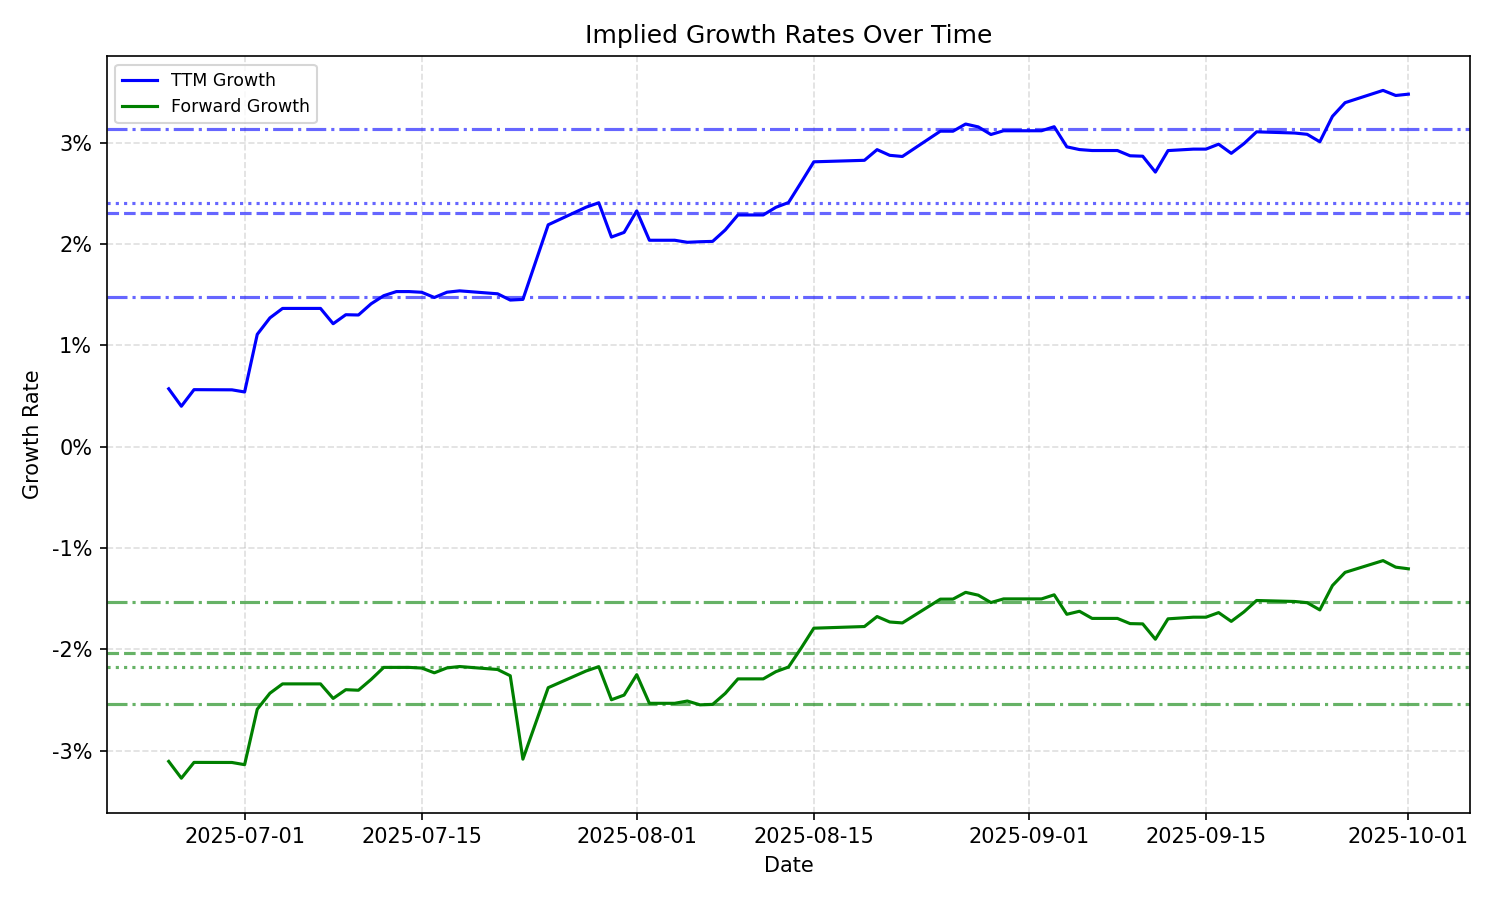 Implied Growth Rates Over Time
TTM Growth
Forward Growth
3%
2%
1%
0%
-1%
-2%
-3%
Growth Rate
2025-07-01
2025-07-15
2025-08-01
2025-08-15
2025-09-01
2025-09-15
2025-10-01
Date